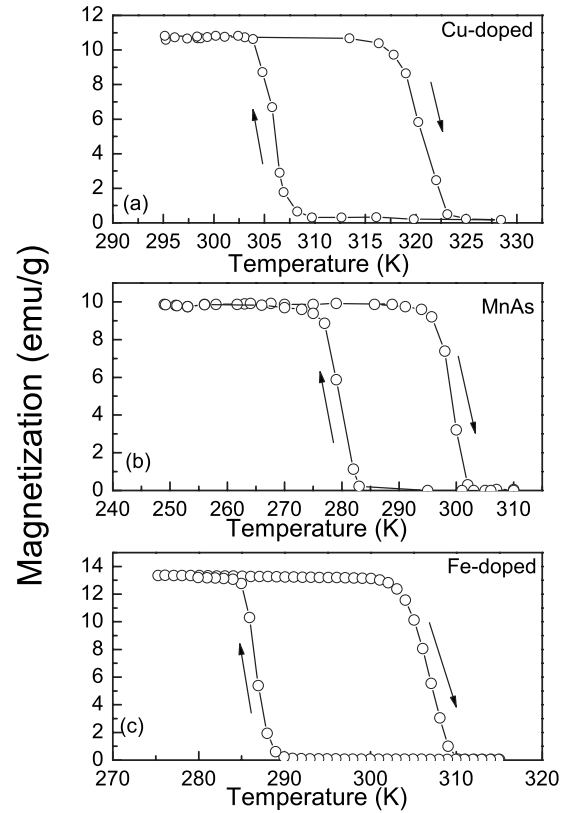 Magnetization (emu/g)
12
10
8
6
4
2
0
Cu-doped
(a)
290 295 300 305 310 315 320 325 330
Temperature (K)
10
8
6
4
2
0
MnAs
(b)
240 250 260 270 280 290 300 310
Temperature (K)
14
12
10
8
6
4
2
0
Fe-doped
(c)
270 280 290 300 310 320
Temperature (K)